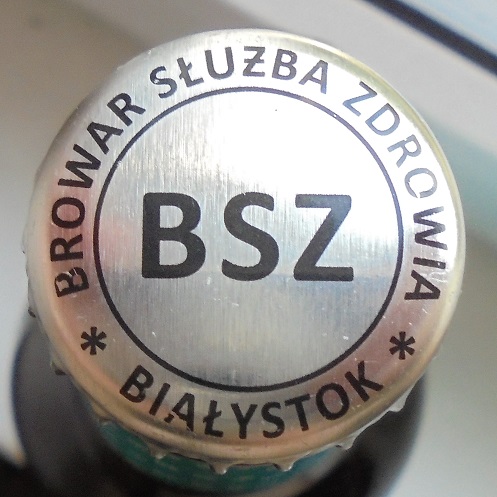 BROWAR SŁUŻBA ZDROWIA
BSZ
* BIAŁYSTOK *